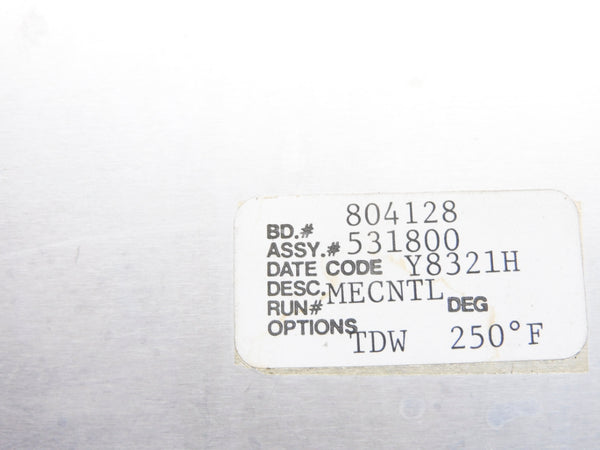 BD.# 804128
ASSY.# 531800
DATE CODE Y8321H
DESC. MECNTL
RUN# DEG
OPTIONS TDW 250°F